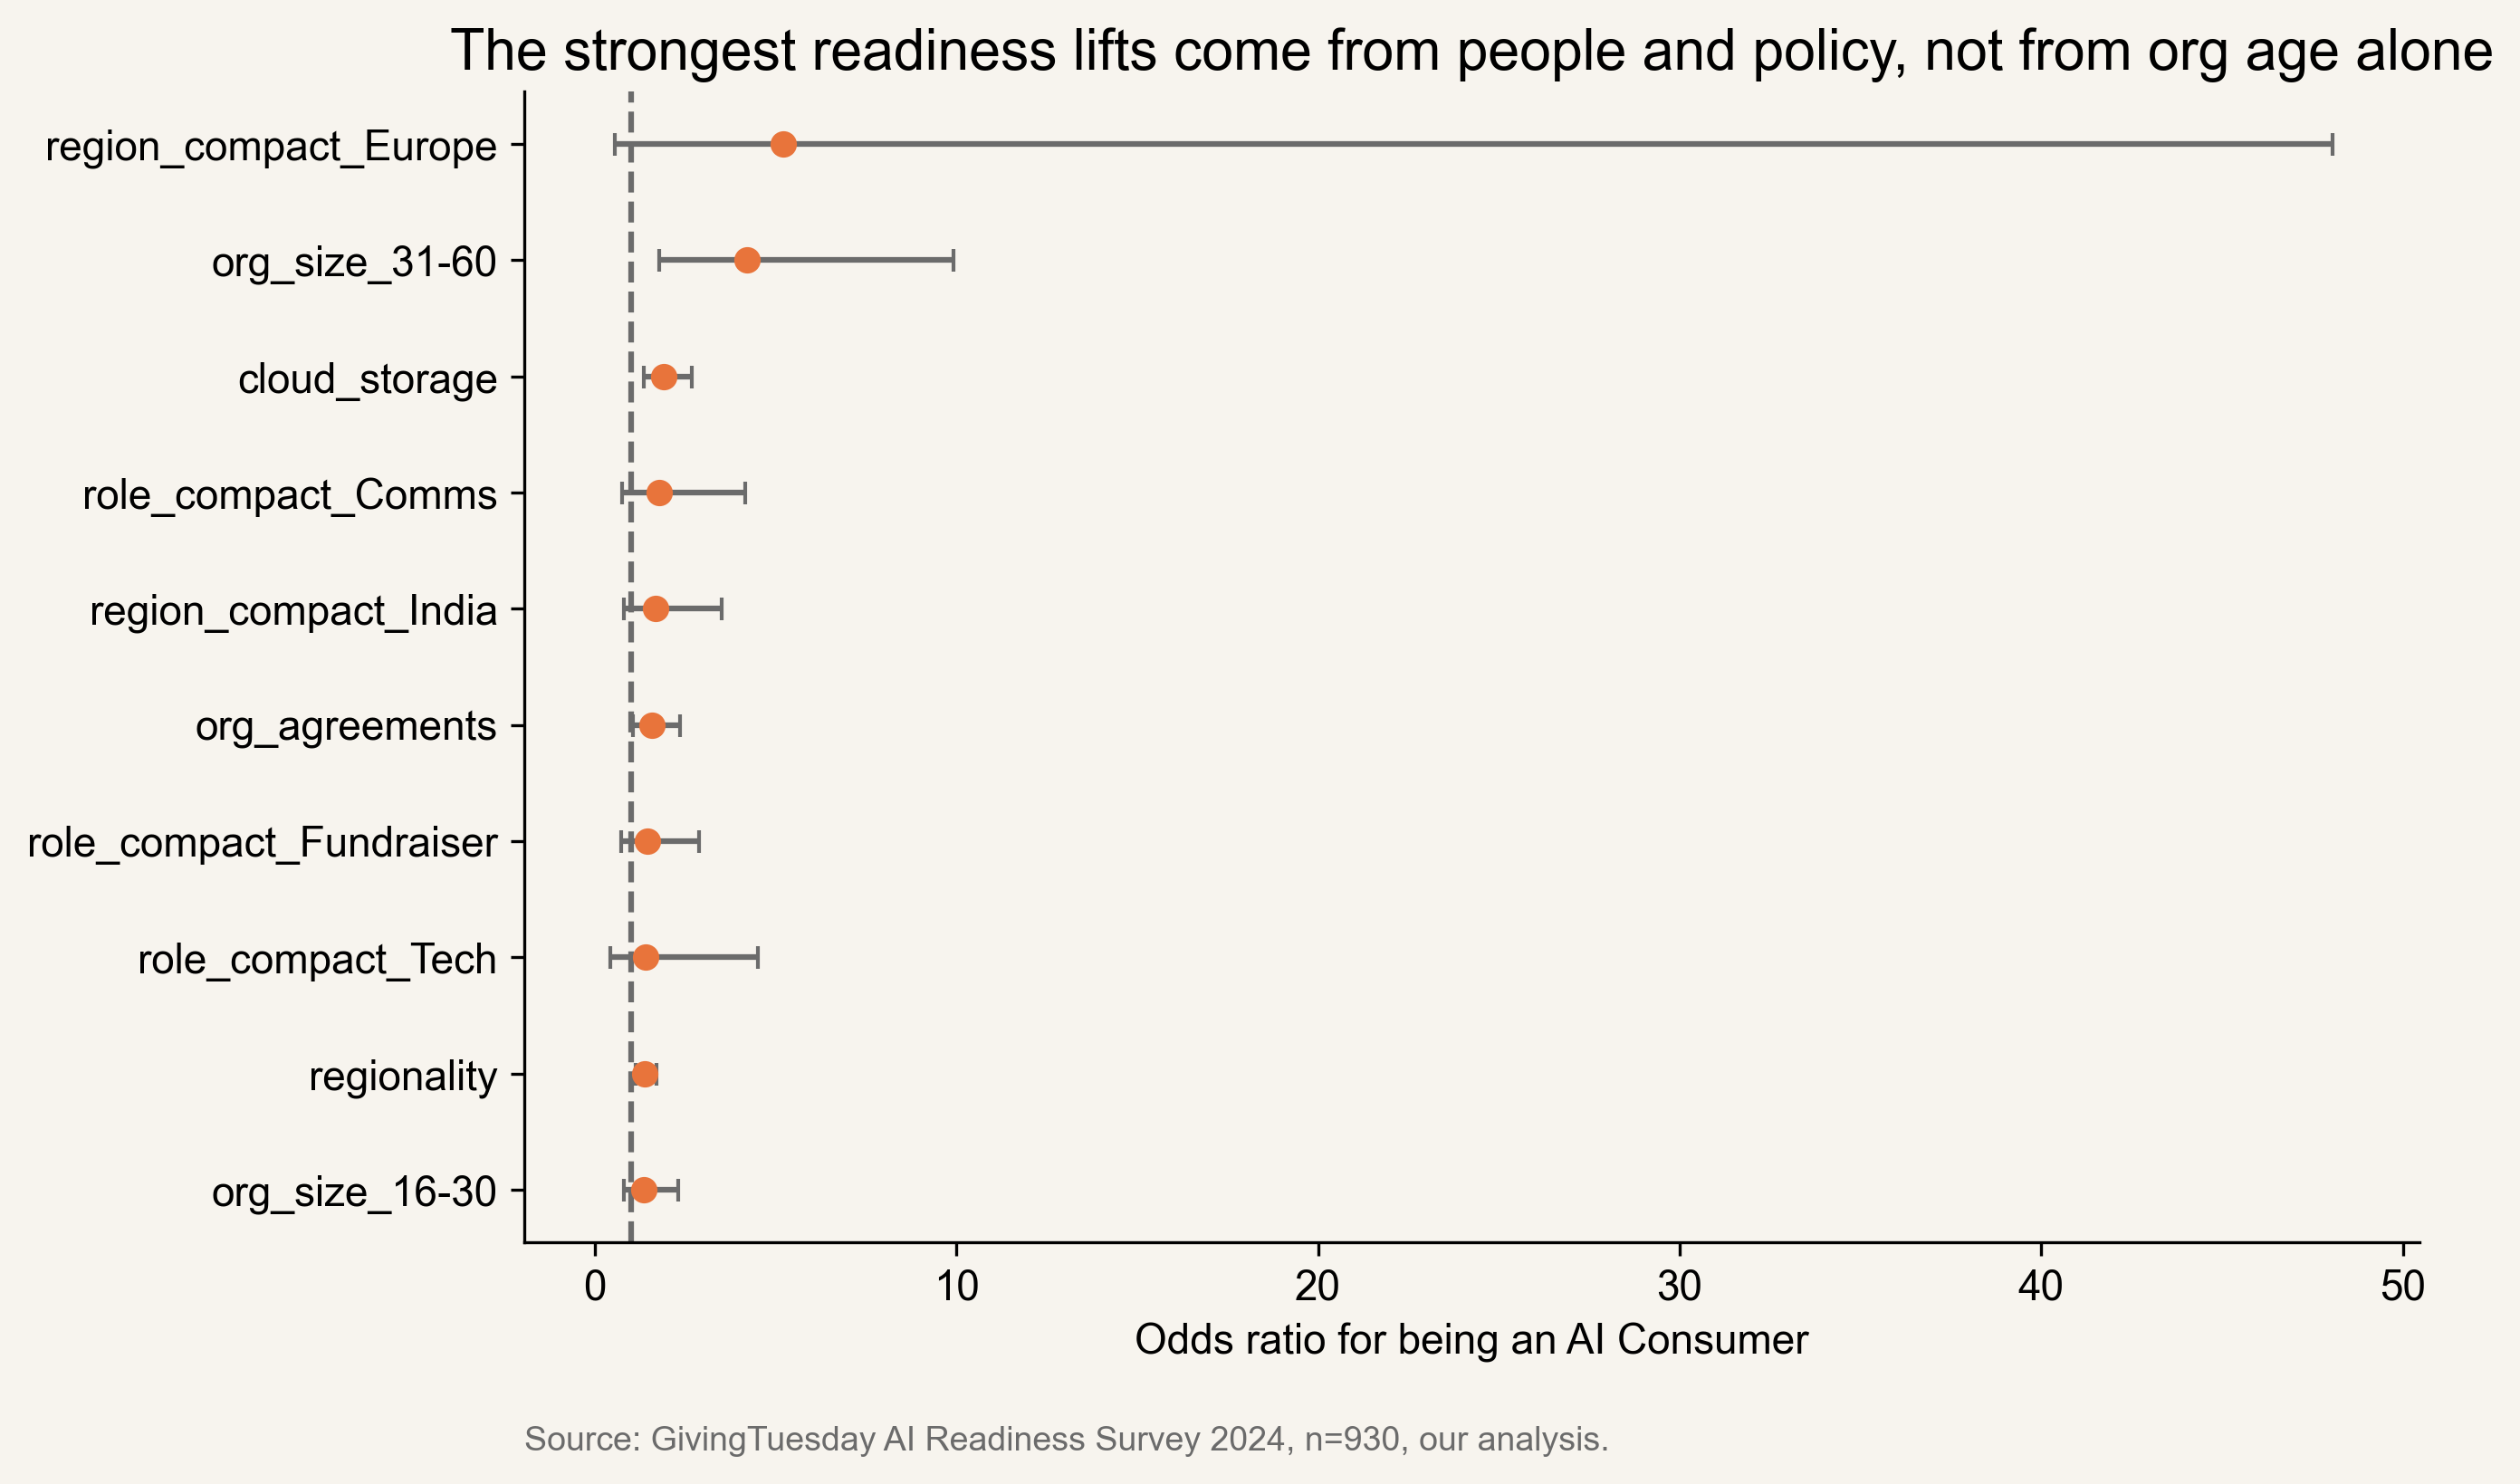 The strongest readiness lifts come from people and policy, not from org age alone
region_compact_Europe
org_size_31-60
cloud_storage
role_compact_Comms
region_compact_India
org_agreements
role_compact_Fundraiser
role_compact_Tech
regionality
org_size_16-30
0 10 20 30 40 50
Odds ratio for being an AI Consumer
Source: GivingTuesday AI Readiness Survey 2024, n=930, our analysis.